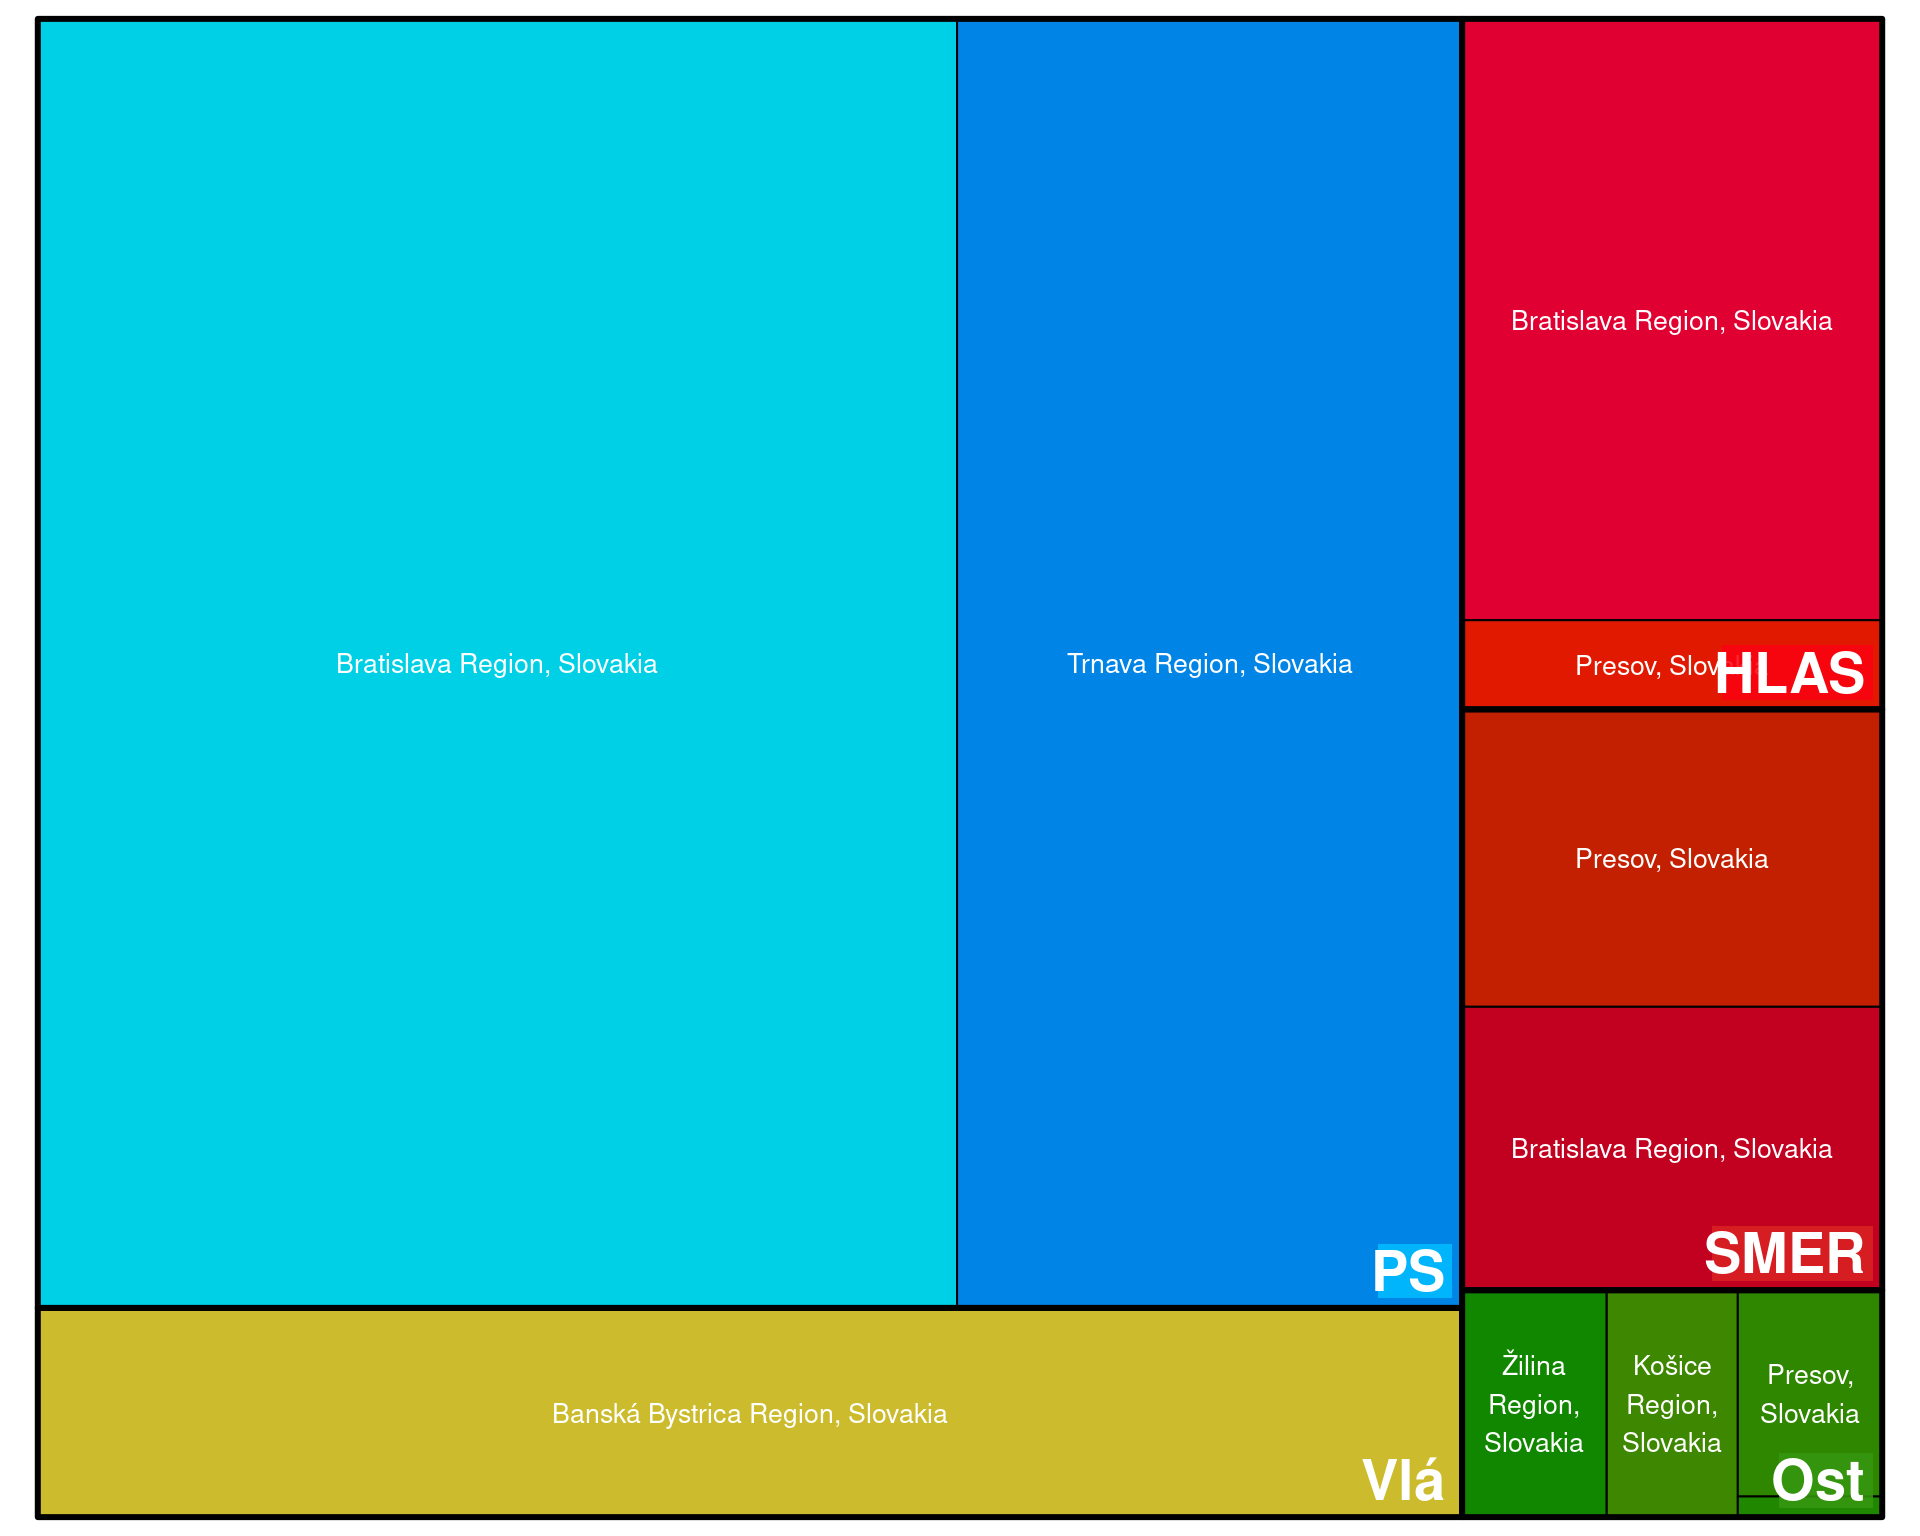 Bratislava Region, Slovakia
Trnava Region, Slovakia
PS
Banská Bystrica Region, Slovakia
Vlá
Bratislava Region, Slovakia
Presov, Slov
HLAS
Presov, Slovakia
Bratislava Region, Slovakia
SMER
Žilina
Region,
Slovakia
Košice
Region,
Slovakia
Presov,
Slovakia
Ost